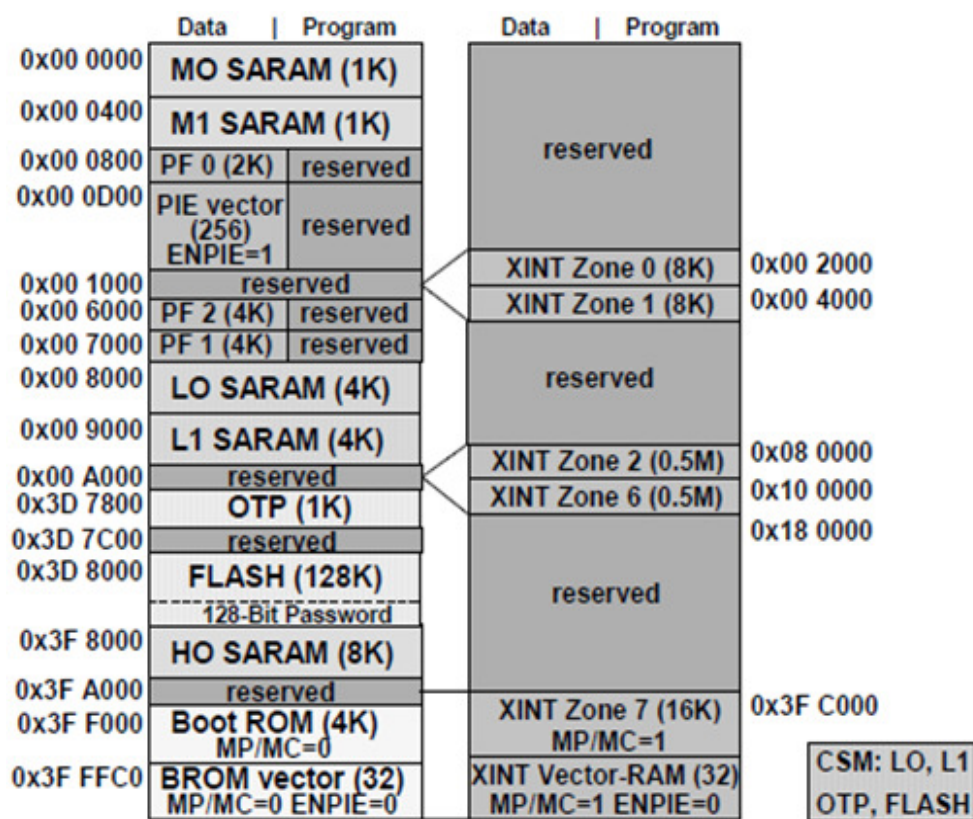 Data | Program
0x00 0000
MO SARAM (1K)
0x00 0400
M1 SARAM (1K)
0x00 0800
PF 0 (2K) reserved
0x00 0D00
PIE vector
(256)
ENPIE=1
reserved
0x00 1000
reserved
0x00 6000
PF 2 (4K) reserved
0x00 7000
PF 1 (4K) reserved
0x00 8000
LO SARAM (4K)
0x00 9000
L1 SARAM (4K)
0x00 A000
reserved
0x3D 7800
OTP (1K)
0x3D 7C00
reserved
0x3D 8000
FLASH (128K)
128-Bit Password
0x3F 8000
HO SARAM (8K)
0x3F A000
reserved
0x3F F000
Boot ROM (4K)
MP/MC=0
0x3F FFC0
BROM vector (32)
MP/MC=0 ENPIE=0
Data | Program
reserved
XINT Zone 0 (8K)
0x00 2000
XINT Zone 1 (8K)
0x00 4000
reserved
XINT Zone 2 (0.5M)
0x08 0000
XINT Zone 6 (0.5M)
0x10 0000
0x18 0000
reserved
XINT Zone 7 (16K)
MP/MC=1
0x3F C000
XINT Vector-RAM (32)
MP/MC=1 ENPIE=0
CSM: LO, L1
OTP, FLASH